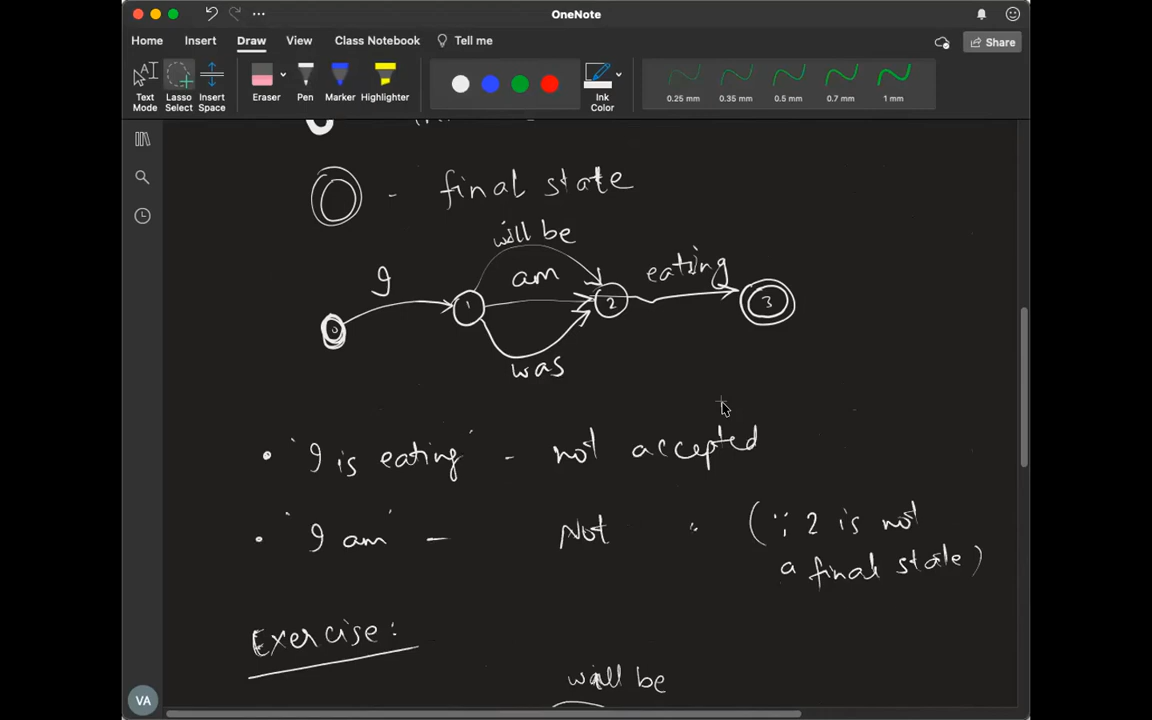 OneNote
Home Insert Draw View Class Notebook Tell me
Share
Text Mode
Lasso Select
Insert Space
Eraser
Pen
Marker
Highlighter
Ink Color
0.25 mm
0.35 mm
0.5 mm
0.7 mm
1 mm
- final state
will be
I
am
eating
0
1
2
3
was
• 'I is eating' - not accepted
• 'I am' - Not " (∵ 2 is not
a final state)
Exercise:
will be
VA